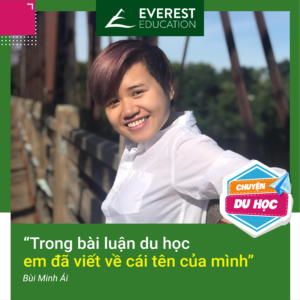 EVEREST
EDUCATION
CHUYỆN
DU HỌC
“Trong bài luận du học
em đã viết về cái tên của mình”
Bùi Minh Ái